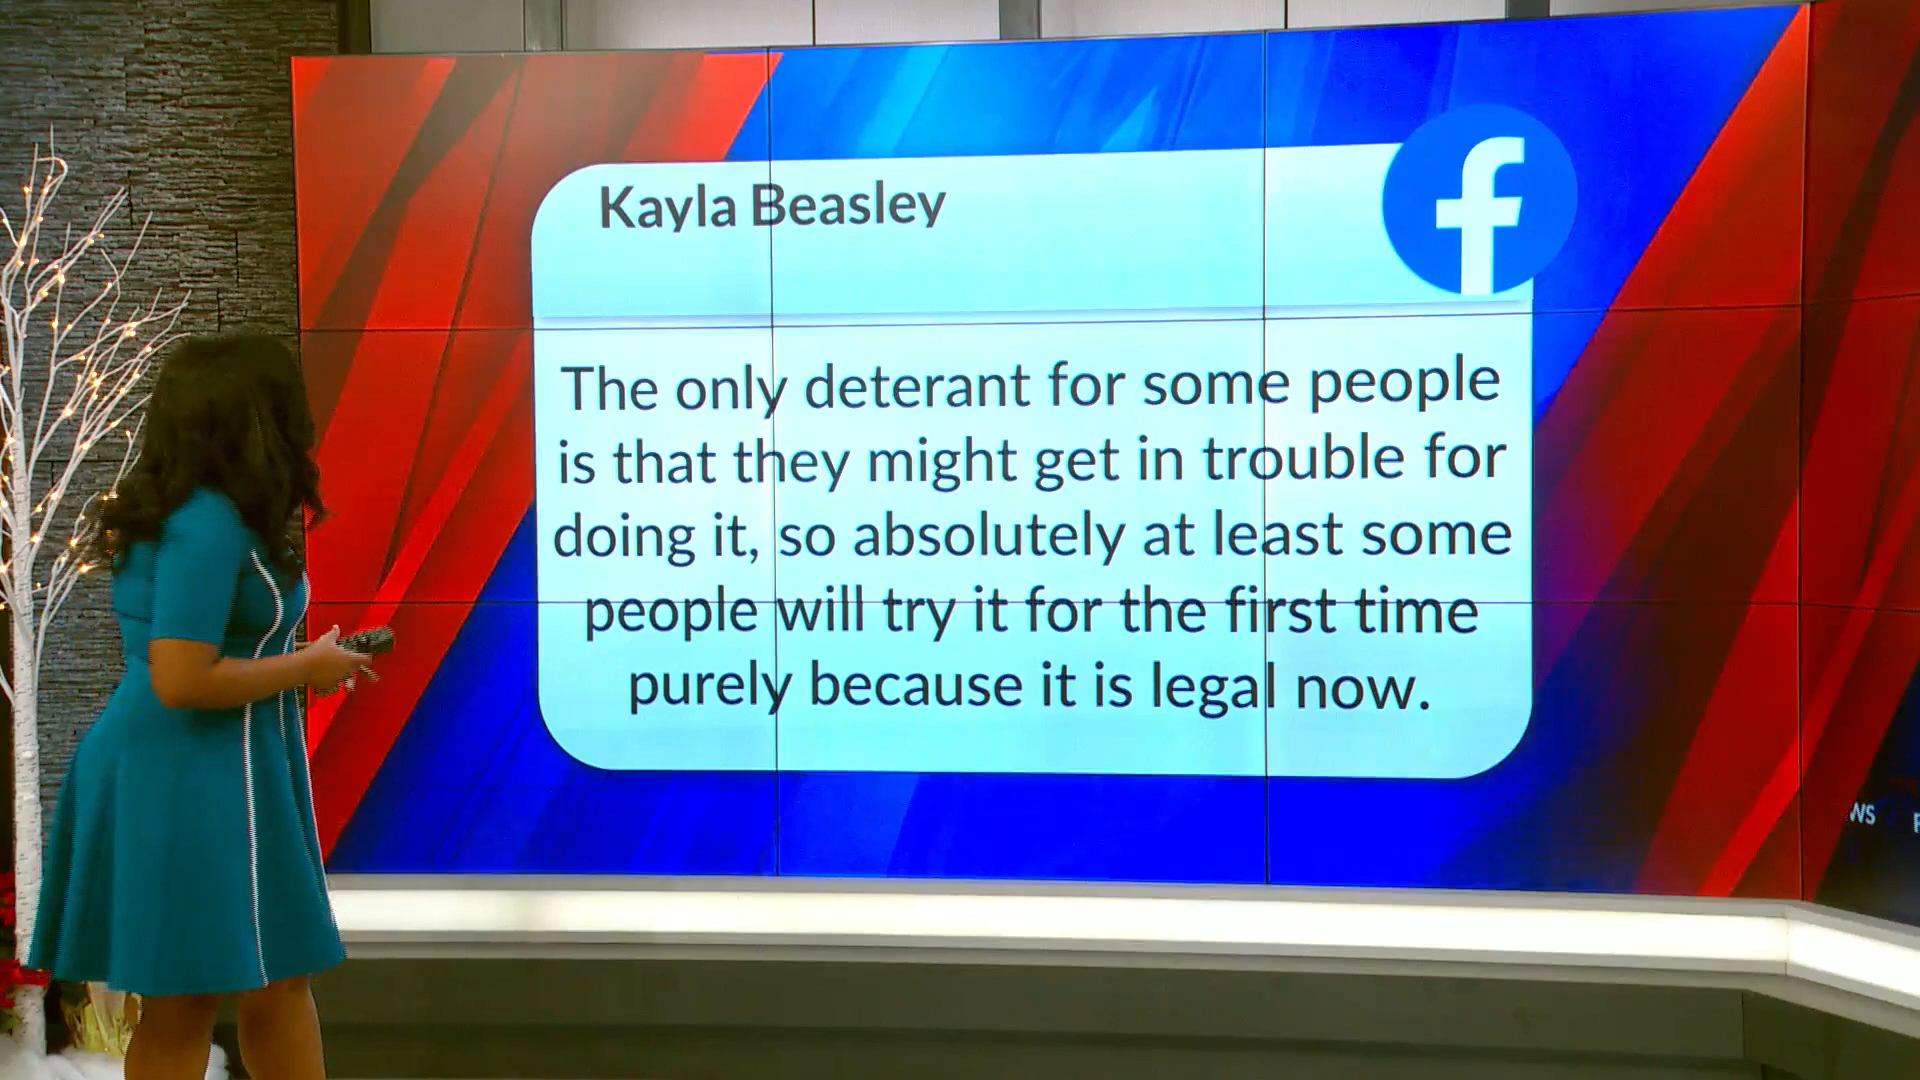 Kayla Beasley
The only deterant for some people
is that they might get in trouble for
doing it, so absolutely at least some
people will try it for the first time
purely because it is legal now.
WS